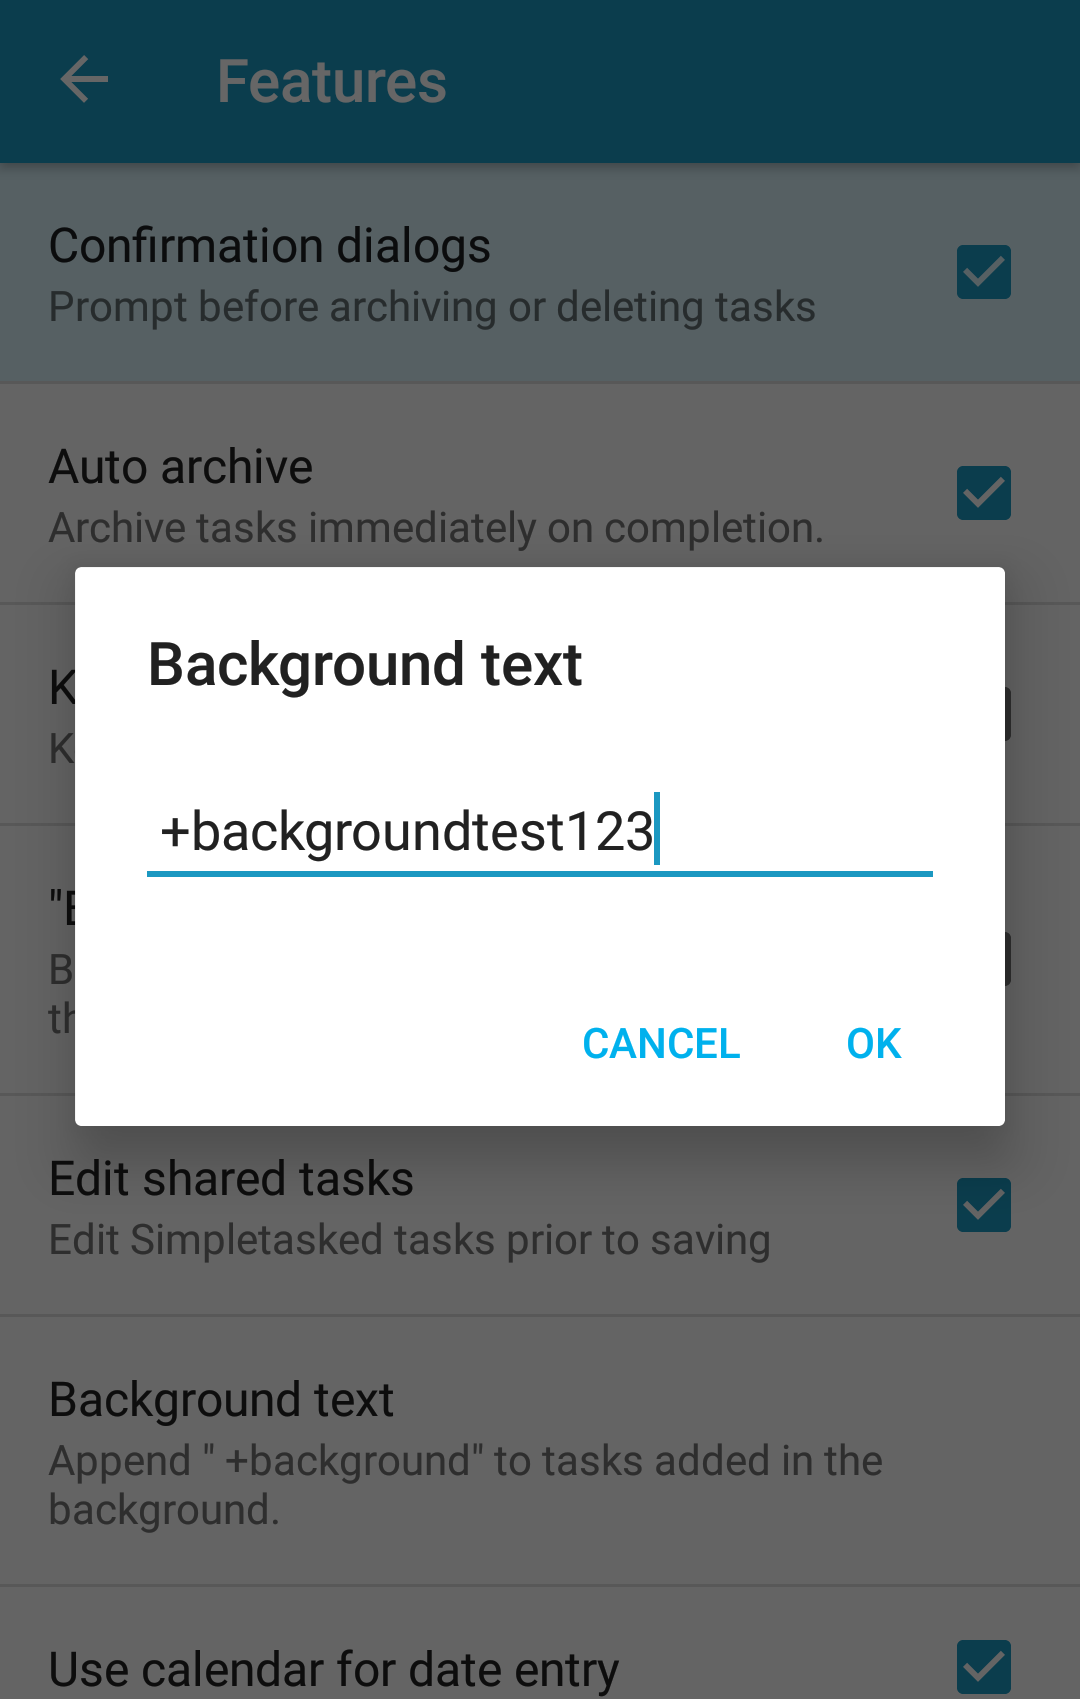 Features
Confirmation dialogs
Prompt before archiving or deleting tasks
Auto archive
Archive tasks immediately on completion.
Background text
+backgroundtest123
CANCEL
OK
Edit shared tasks
Edit Simpletasked tasks prior to saving
Background text
Append " +background" to tasks added in the
background.
Use calendar for date entry